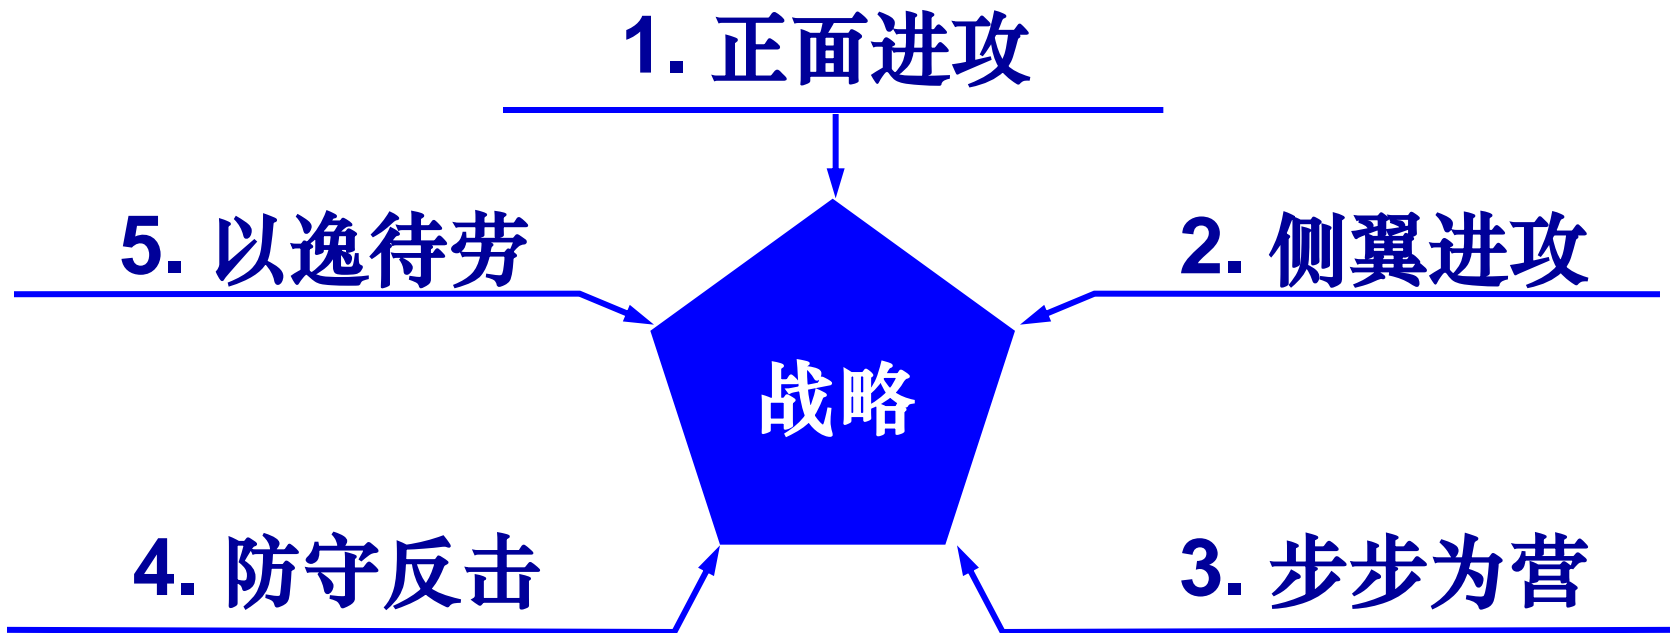 1. 正面进攻
5. 以逸待劳
2. 侧翼进攻
战略
4. 防守反击
3. 步步为营